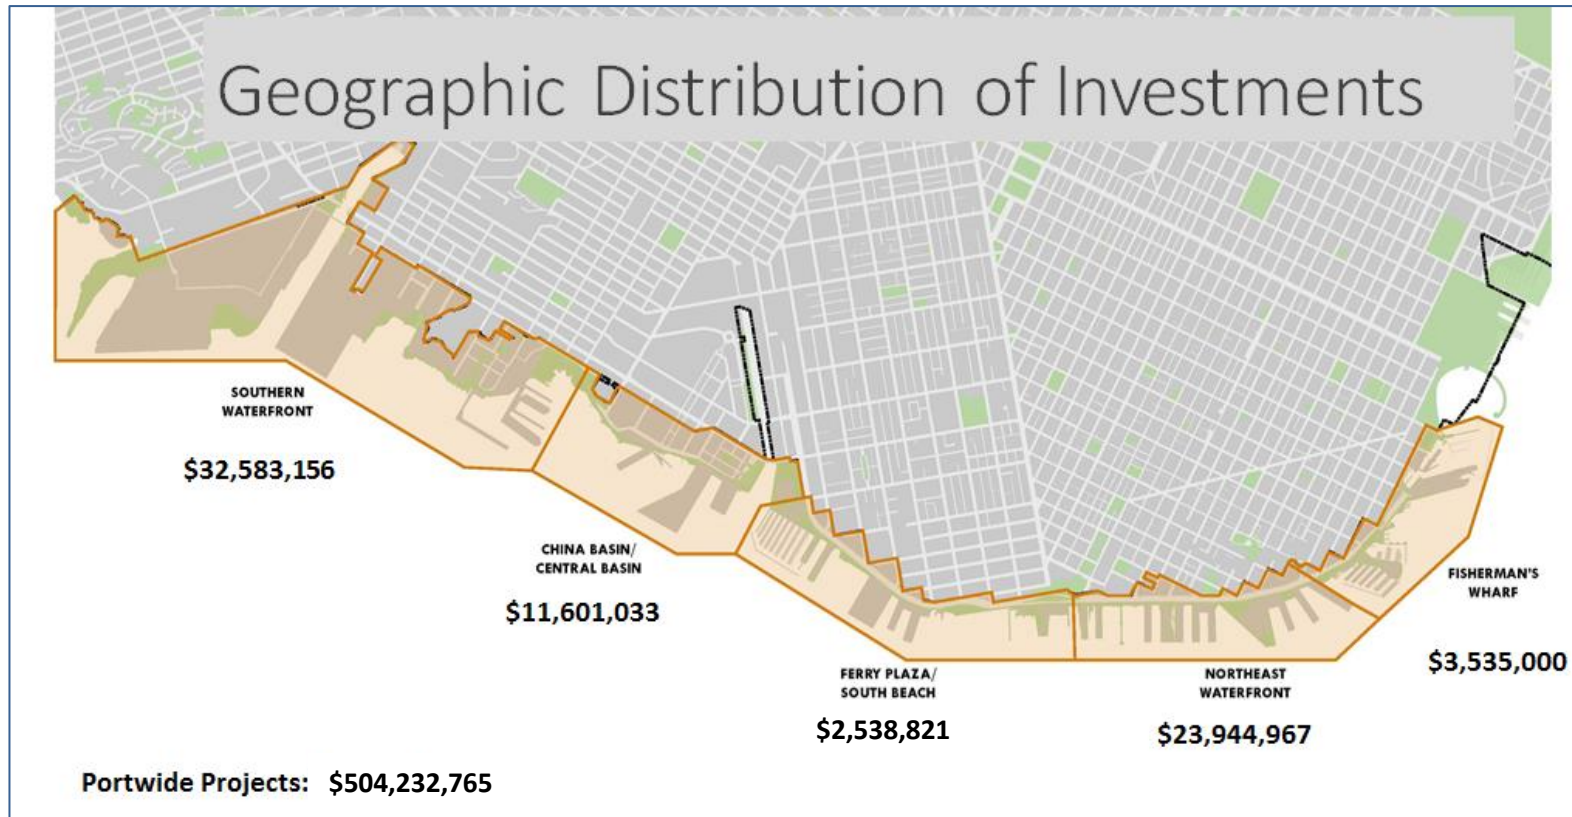 Geographic Distribution of Investments
SOUTHERN
WATERFRONT
$32,583,156
CHINA BASIN/
CENTRAL BASIN
$11,601,033
FERRY PLAZA/
SOUTH BEACH
$2,538,821
NORTHEAST
WATERFRONT
$23,944,967
FISHERMAN'S
WHARF
$3,535,000
Portwide Projects: $504,232,765